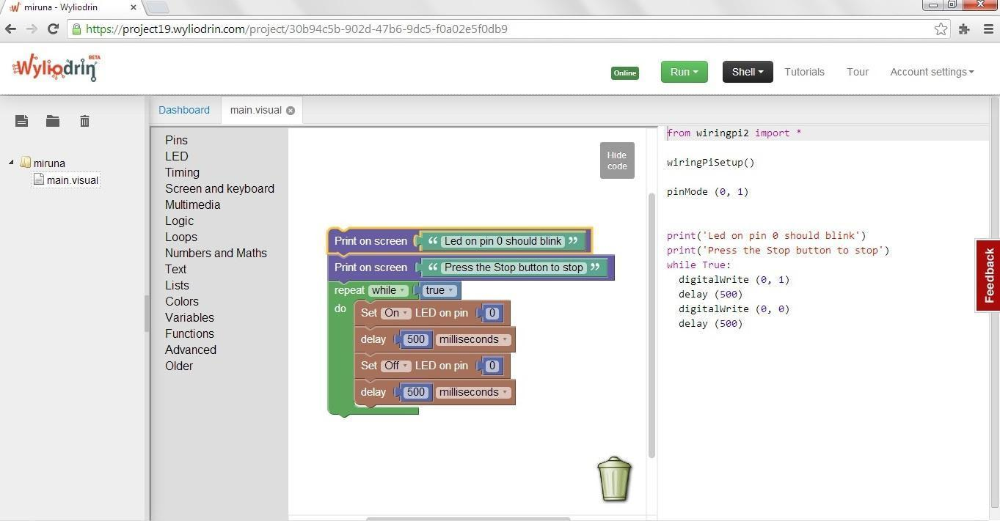 miruna - Wyliodrin
https://project19.wyliodrin.com/project/30b94c5b-902d-47b6-9dc5-f0a02e5f0db9
Wyliodrin BETA
Online
Run
Shell
Tutorials
Tour
Account settings
Dashboard
main.visual
miruna
main.visual
Pins
LED
Timing
Screen and keyboard
Multimedia
Logic
Loops
Numbers and Maths
Text
Lists
Colors
Variables
Functions
Advanced
Older
Hide
code
Print on screen “ Led on pin 0 should blink ”
Print on screen “ Press the Stop button to stop ”
repeat while true
do
Set On LED on pin 0
delay 500 milliseconds
Set Off LED on pin 0
delay 500 milliseconds
from wiringpi2 import *
wiringPiSetup()
pinMode (0, 1)
print('Led on pin 0 should blink')
print('Press the Stop button to stop')
while True:
digitalWrite (0, 1)
delay (500)
digitalWrite (0, 0)
delay (500)
Feedback